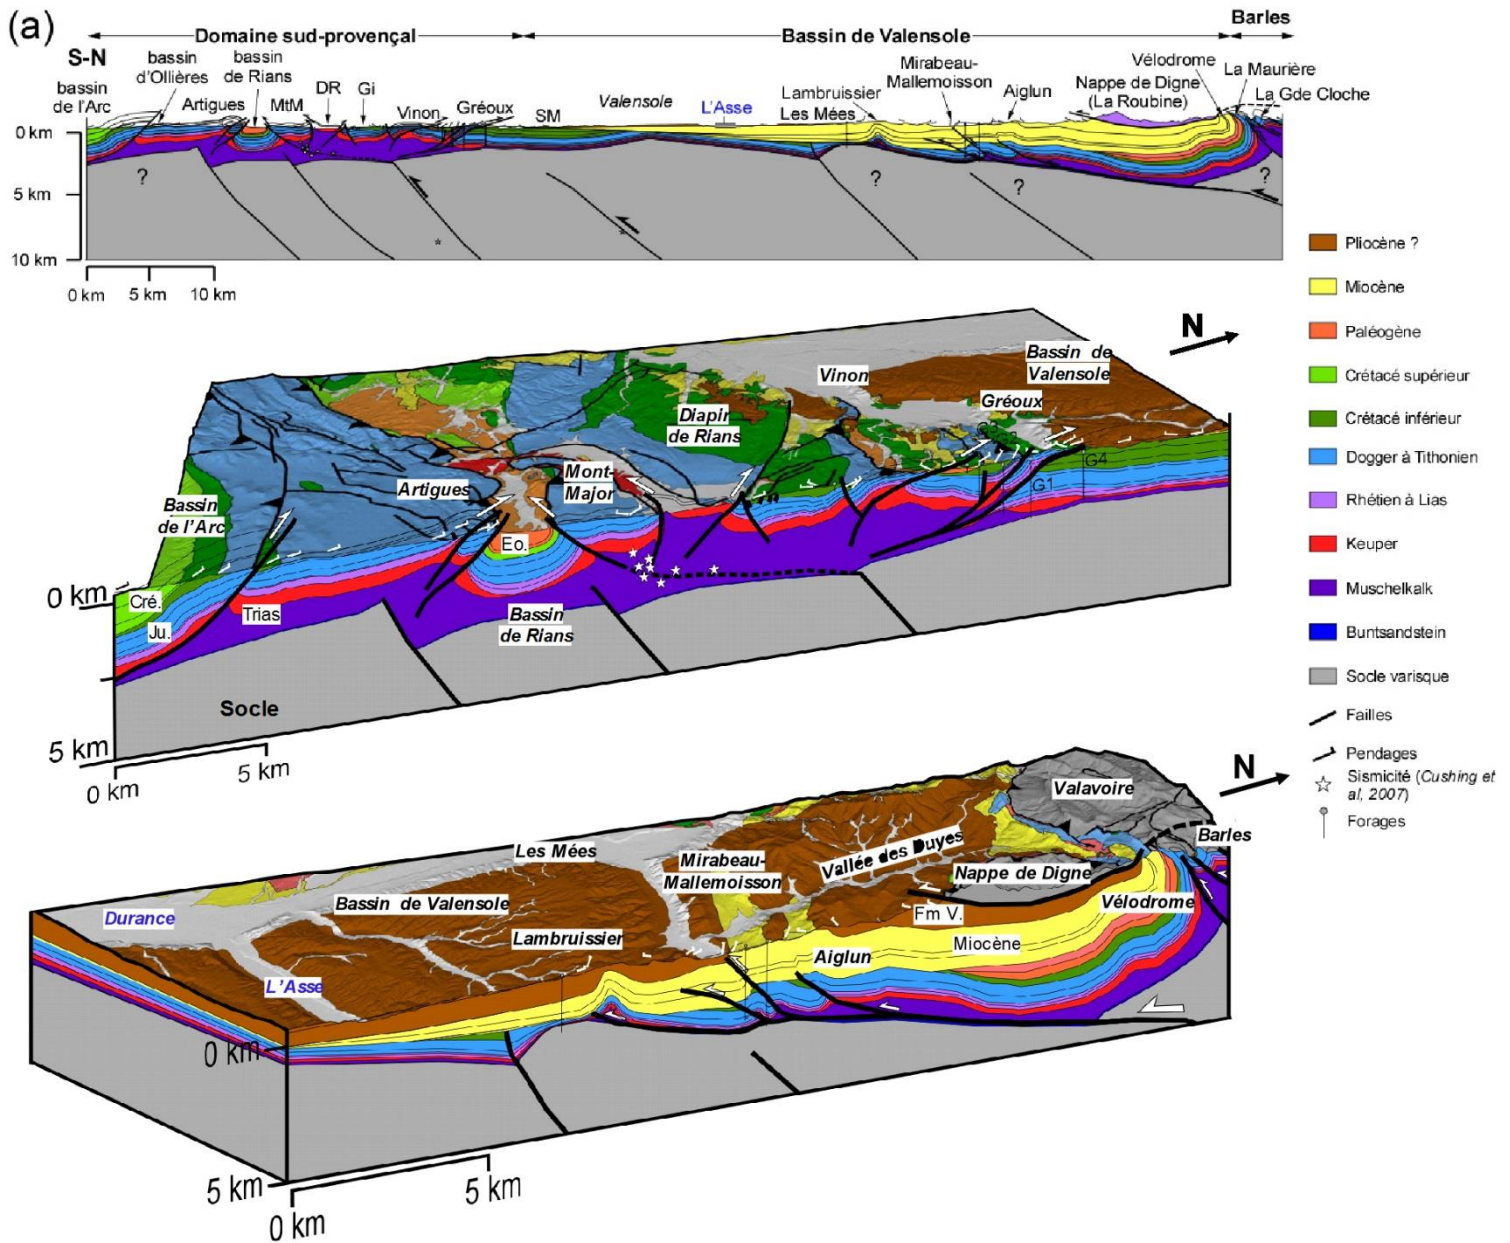 (a)
S-N
Domaine sud-provençal
Bassin de Valensole
Barles
bassin
de l'Arc
bassin
d'Ollières
Artigues
bassin
de Rians
MtM
DR
Gi
Vinon
Gréoux
SM
Valensole
L'Asse
Lambruissier
Les Mées
Mirabeau-
Mallemoisson
Aiglun
Nappe de Digne
(La Roubine)
Vélodrome
La Maurière
La Gde Cloche
0 km
5 km
10 km
?
?
?
?
0 km
5 km
10 km
Pliocène ?
Miocène
Paléogène
Crétacé supérieur
Crétacé inférieur
Dogger à Tithonien
Rhétien à Lias
Keuper
Muschelkalk
Buntsandstein
Socle varisque
Failles
Pendages
Sismicité (Cushing et
al, 2007)
Forages
N
Bassin de
Valensole
Vinon
Gréoux
Diapir
de Rians
Mont-
Major
Artigues
Bassin
de l'Arc
G4
G1
Eo.
0 km
Cré.
Ju.
Trias
Bassin
de Rians
Socle
5 km
0 km
5 km
N
Valavoire
Barles
Les Mées
Mirabeau-
Mallemoisson
Vallée des Duyes
Nappe de Digne
Vélodrome
Bassin de Valensole
Durance
Fm V.
Lambruissier
Miocène
Aiglun
L'Asse
0 km
5 km
0 km
5 km